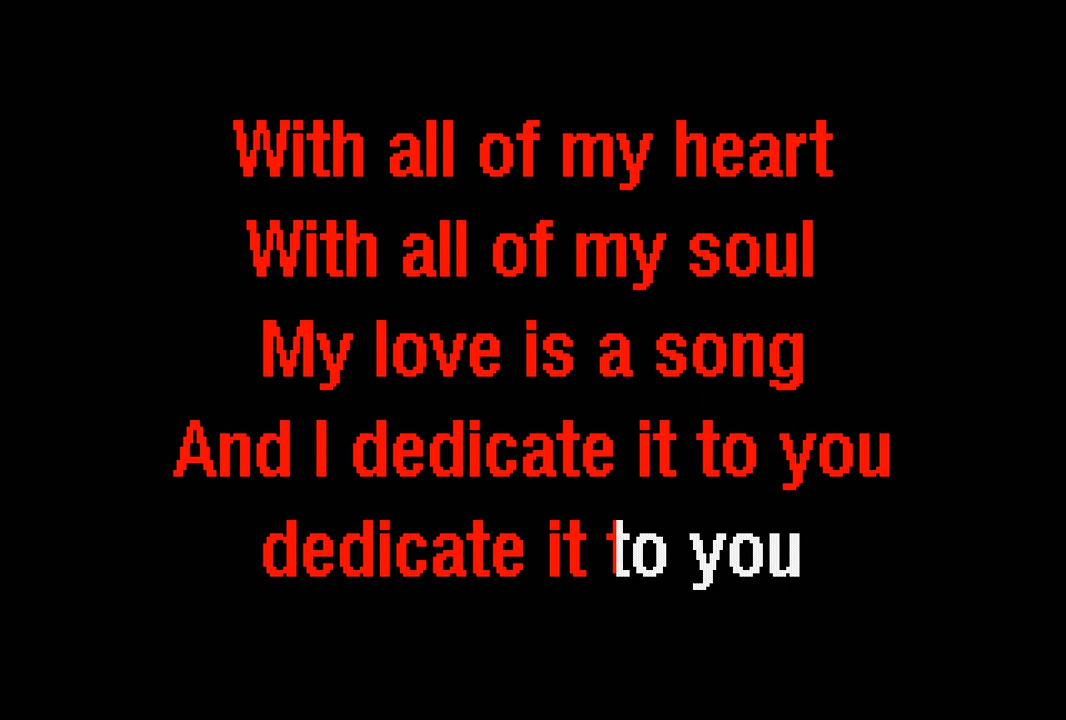 With all of my heart
With all of my soul
My love is a song
And I dedicate it to you
dedicate it to you